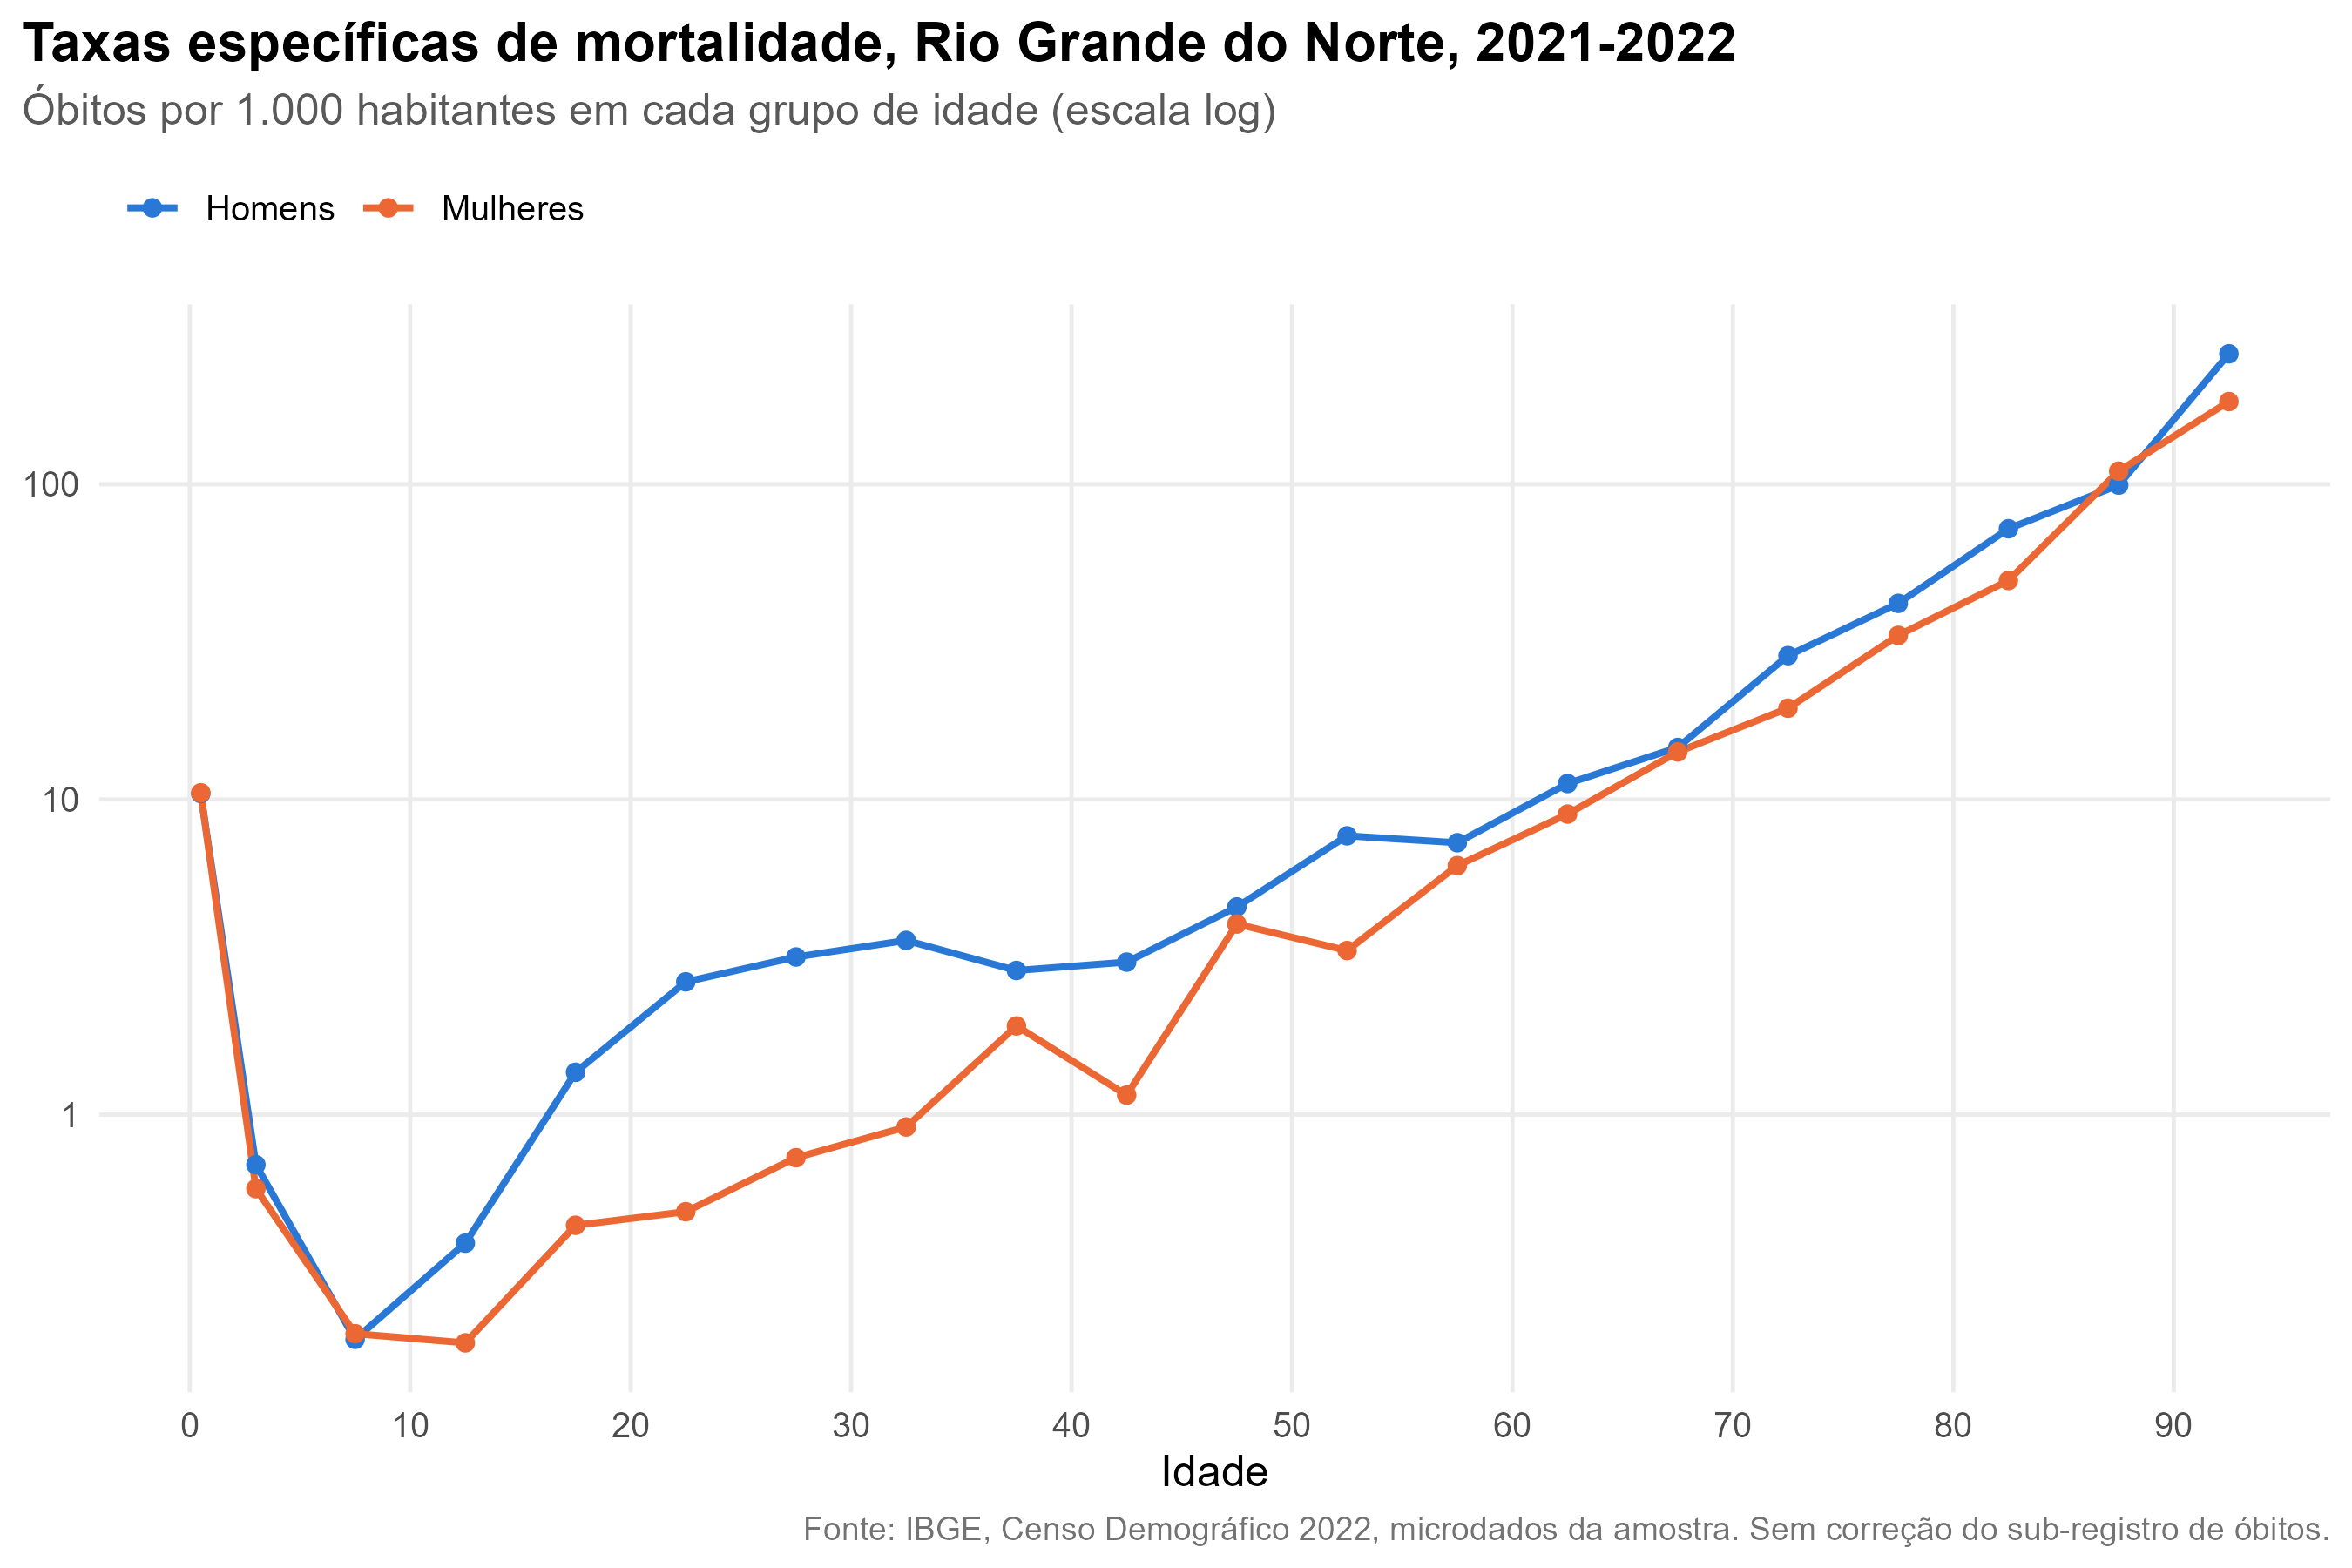 Taxas específicas de mortalidade, Rio Grande do Norte, 2021-2022
Óbitos por 1.000 habitantes em cada grupo de idade (escala log)
Homens Mulheres
100
10
1
0 10 20 30 40 50 60 70 80 90
Idade
Fonte: IBGE, Censo Demográfico 2022, microdados da amostra. Sem correção do sub-registro de óbitos.